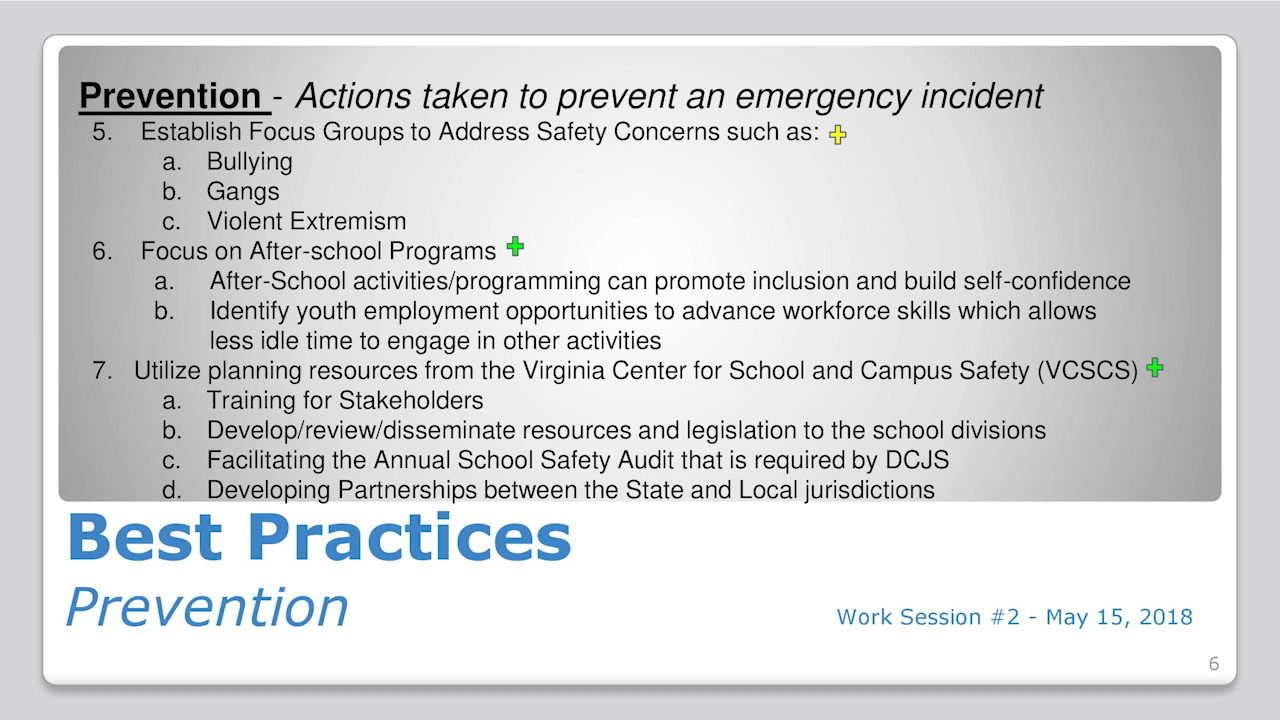 Prevention - Actions taken to prevent an emergency incident
5. Establish Focus Groups to Address Safety Concerns such as:
a. Bullying
b. Gangs
c. Violent Extremism
6. Focus on After-school Programs
a. After-School activities/programming can promote inclusion and build self-confidence
b. Identify youth employment opportunities to advance workforce skills which allows
less idle time to engage in other activities
7. Utilize planning resources from the Virginia Center for School and Campus Safety (VCSCS)
a. Training for Stakeholders
b. Develop/review/disseminate resources and legislation to the school divisions
c. Facilitating the Annual School Safety Audit that is required by DCJS
d. Developing Partnerships between the State and Local jurisdictions
Best Practices
Prevention
Work Session #2 - May 15, 2018
6